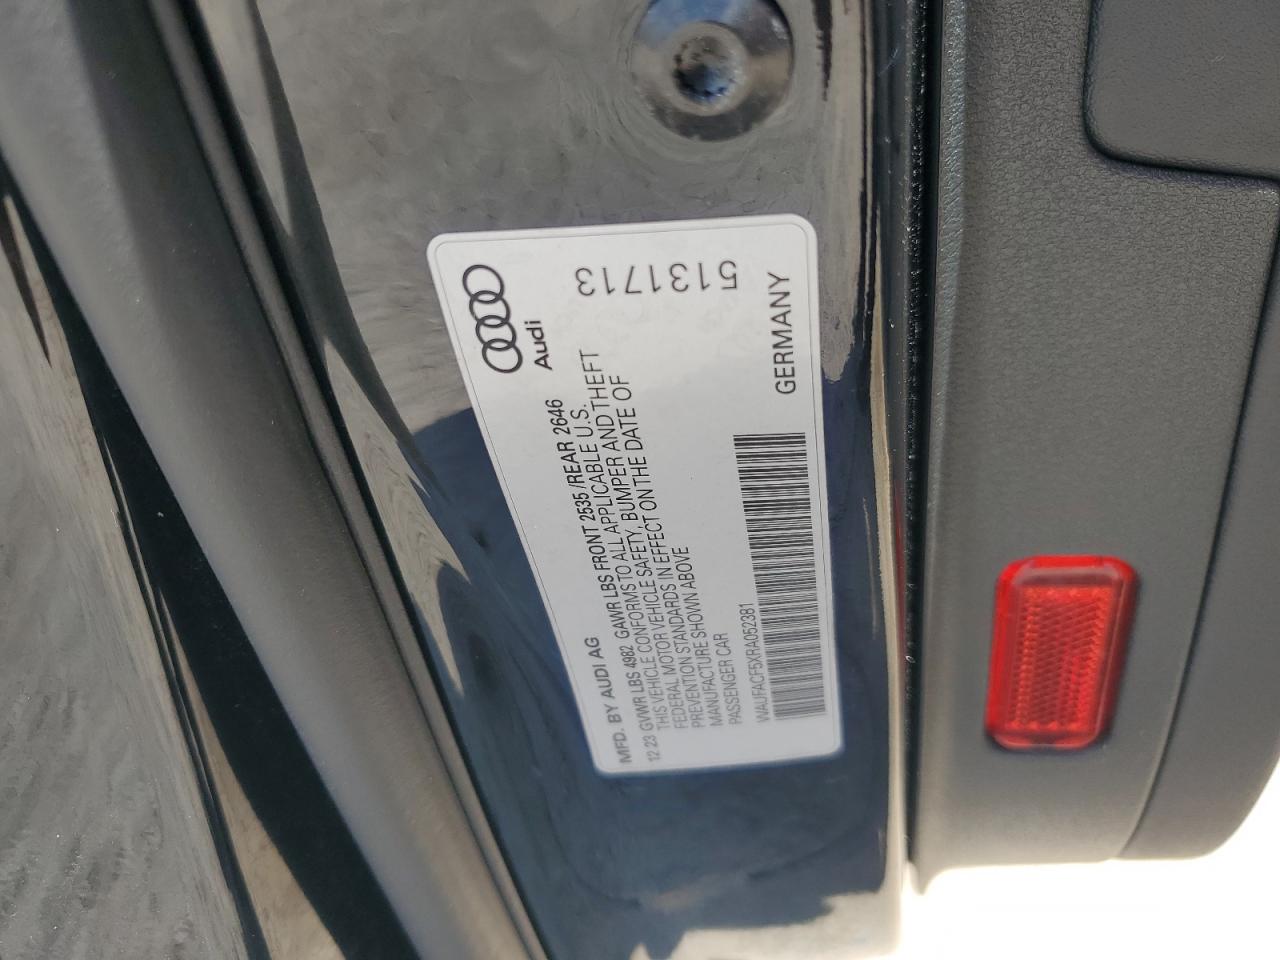 Audi
MFD. BY AUDI AG
12.23 GVWR LBS 4982 GAWR LBS FRONT 2535 /REAR 2646
THIS VEHICLE CONFORMS TO ALL APPLICABLE U.S.
FEDERAL MOTOR VEHICLE SAFETY, BUMPER AND THEFT
PREVENTION STANDARDS IN EFFECT ON THE DATE OF
MANUFACTURE SHOWN ABOVE
PASSENGER CAR
WAUFACF5XRA052381
GERMANY
5131713